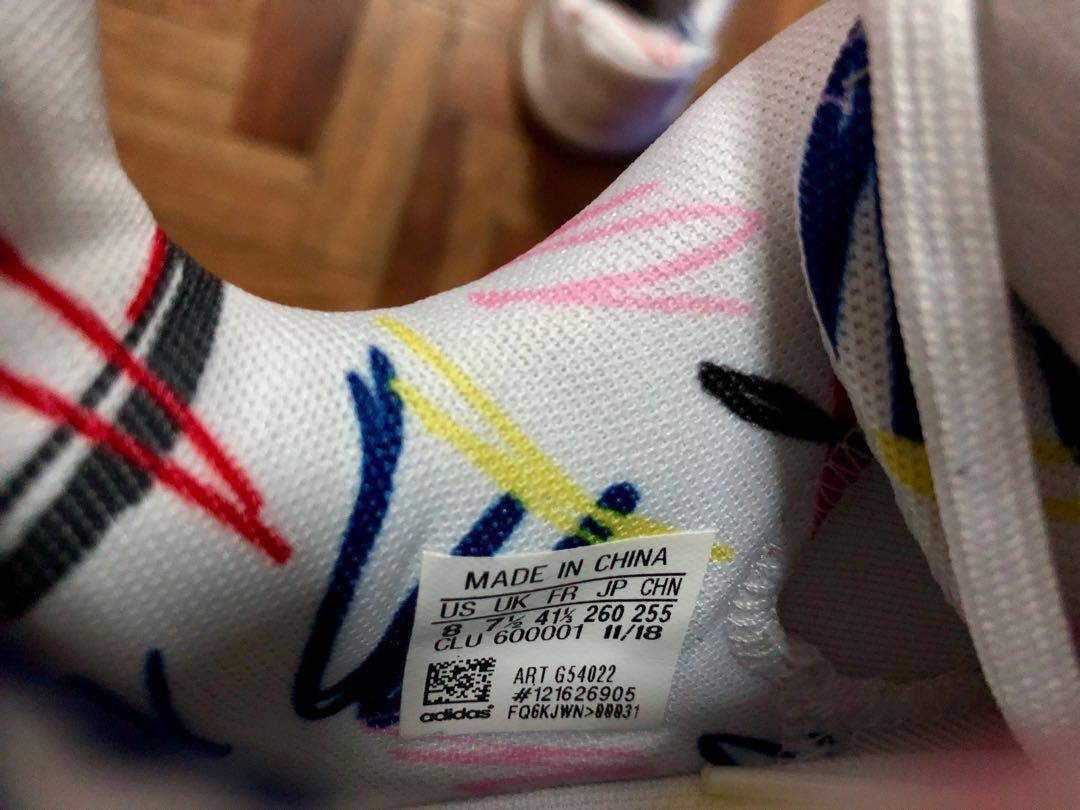 MADE IN CHINA
US UK FR JP CHN
8 7½ 41⅓ 260 255
CLU 600001 11/18
ART G54022
#121626905
adidas® FQ6KJWN>00031